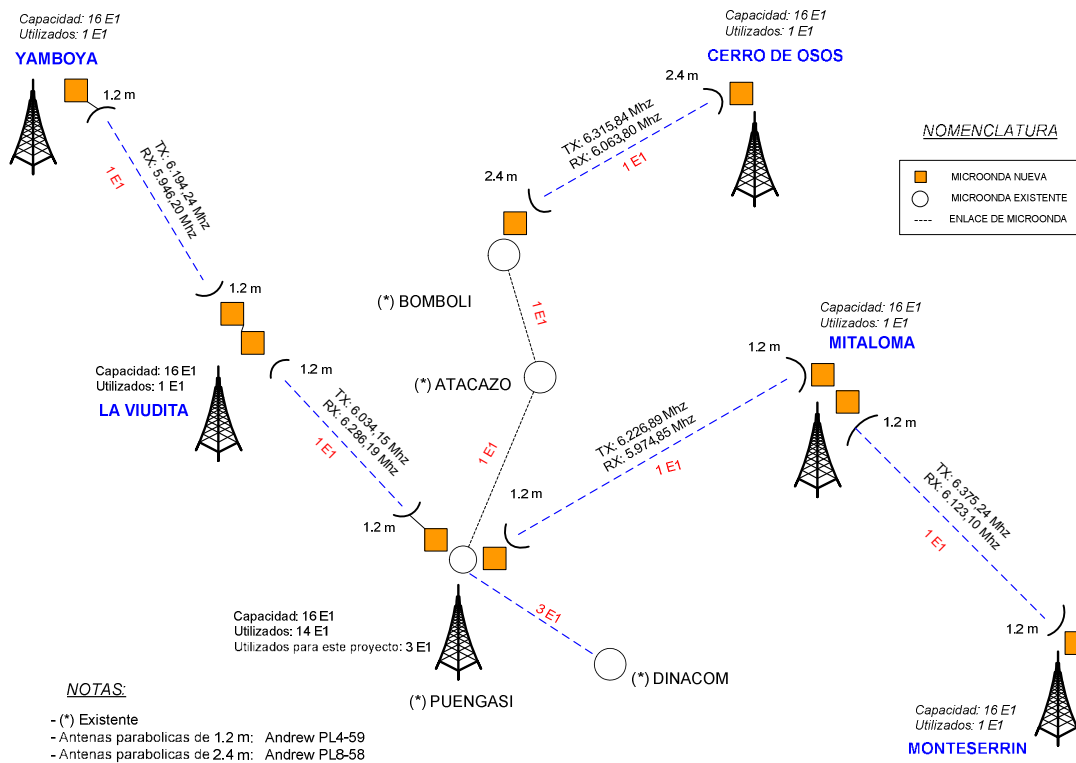 Capacidad: 16 E1
Utilizados: 1 E1
YAMBOYA
1.2 m
TX: 6.194,24 Mhz
RX: 5.946,20 Mhz
1 E1
1.2 m
Capacidad: 16 E1
Utilizados: 1 E1
LA VIUDITA
1.2 m
TX: 6.034,15 Mhz
RX: 6.286,19 Mhz
1 E1
1.2 m
Capacidad: 16 E1
Utilizados: 1 E1
CERRO DE OSOS
2.4 m
TX: 6.315,84 Mhz
RX: 6.063,80 Mhz
1 E1
2.4 m
(*) BOMBOLI
1 E1
(*) ATACAZO
1 E1
NOMENCLATURA
MICROONDA NUEVA
MICROONDA EXISTENTE
ENLACE DE MICROONDA
Capacidad: 16 E1
Utilizados: 1 E1
MITALOMA
1.2 m
TX: 6.226,89 Mhz
RX: 5.974,85 Mhz
1 E1
1.2 m
1.2 m
TX: 6.375,24 Mhz
RX: 6.123,10 Mhz
1 E1
1.2 m
Capacidad: 16 E1
Utilizados: 1 E1
MONTESERRIN
Capacidad: 16 E1
Utilizados: 14 E1
Utilizados para este proyecto: 3 E1
(*) PUENGASI
3 E1
(*) DINACOM
NOTAS:
- (*) Existente
- Antenas parabolicas de 1.2 m: Andrew PL4-59
- Antenas parabolicas de 2.4 m: Andrew PL8-58